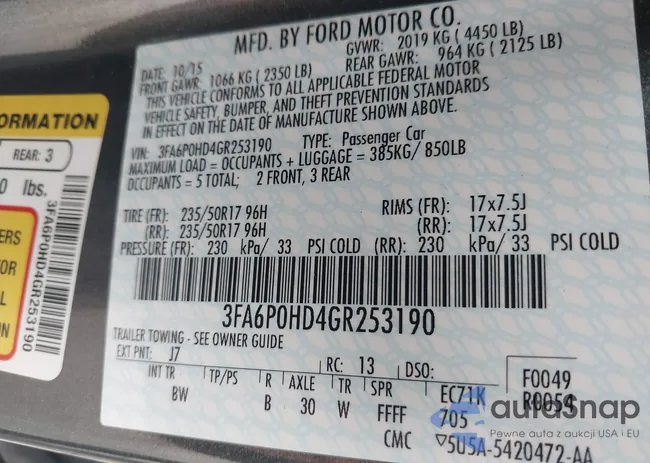 MFD. BY FORD MOTOR CO.
DATE: 10/15
GVWR: 2019 KG ( 4450 LB)
FRONT GAWR: 1066 KG ( 2350 LB)
REAR GAWR: 964 KG ( 2125 LB)
THIS VEHICLE CONFORMS TO ALL APPLICABLE FEDERAL MOTOR
VEHICLE SAFETY, BUMPER, AND THEFT PREVENTION STANDARDS
IN EFFECT ON THE DATE OF MANUFACTURE SHOWN ABOVE.
VIN: 3FA6P0HD4GR253190 TYPE: Passenger Car
MAXIMUM LOAD = OCCUPANTS + LUGGAGE = 385KG/ 850LB
OCCUPANTS = 5 TOTAL; 2 FRONT, 3 REAR
TIRE (FR): 235/50R17 96H RIMS (FR): 17x7.5J
(RR): 235/50R17 96H (RR): 17x7.5J
PRESSURE (FR): 230 kPa/ 33 PSI COLD (RR): 230 kPa/ 33 PSI COLD
3FA6P0HD4GR253190
TRAILER TOWING - SEE OWNER GUIDE
EXT PNT: J7 RC: 13 DSO:
INT TR TP/PS R AXLE TR SPR
BW B 30 W FFFF
EC71K
705
CMC
F0049
R0054
▽5U5A-5420472-AA
ORMATION
REAR: 3
0 lbs.
ERS
FOR
AL
ON
3FA6P0HD4GR253190
autosnap
Pewne auta z aukcji USA i EU